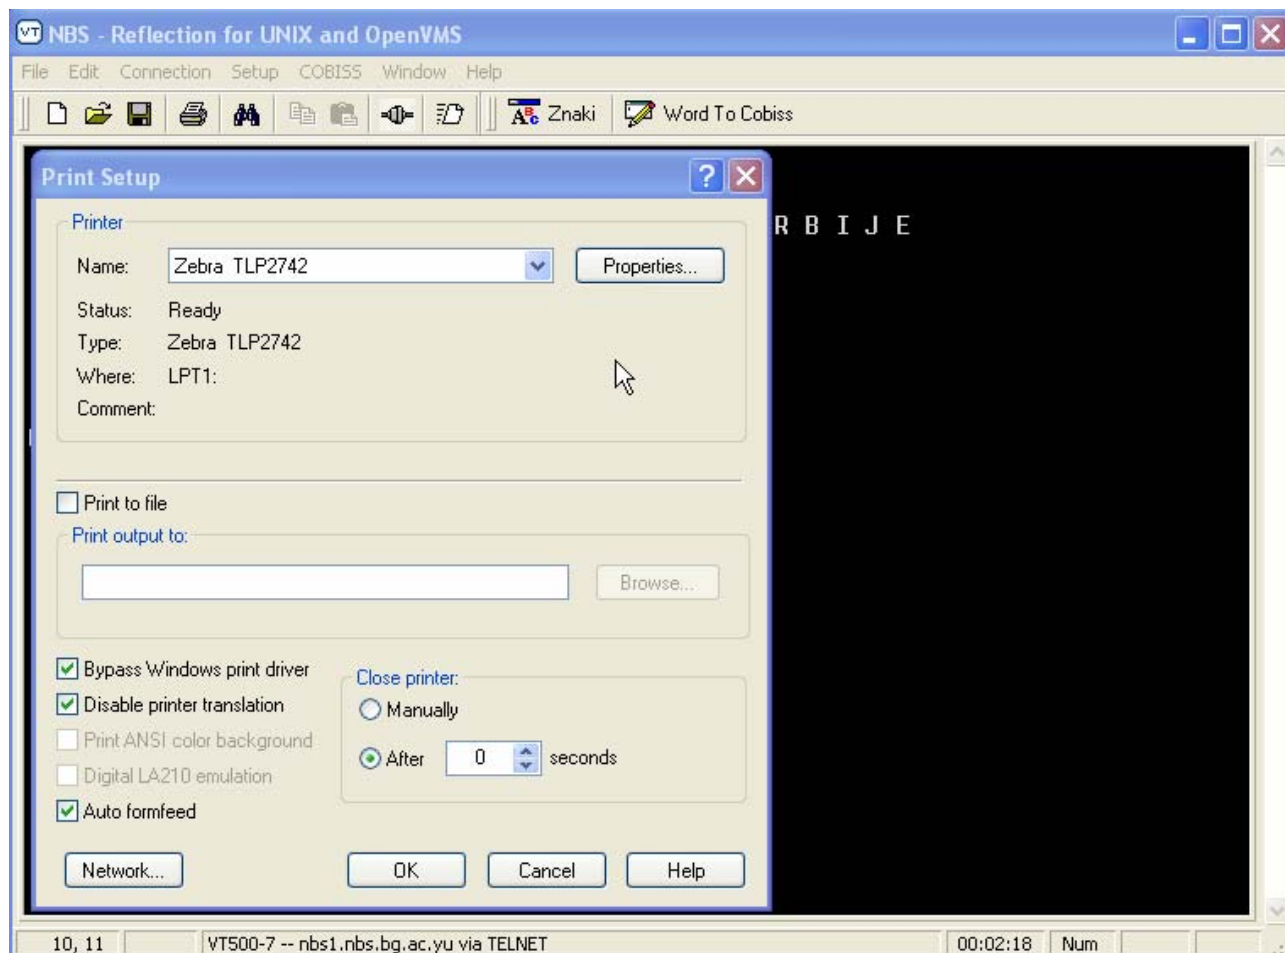 VT NBS - Reflection for UNIX and OpenVMS
File Edit Connection Setup COBISS Window Help
ABC Znaki Word To Cobiss
Print Setup
R B I J E
Printer
Name: Zebra TLP2742 Properties...
Status: Ready
Type: Zebra TLP2742
Where: LPT1:
Comment:
Print to file
Print output to:
Browse...
Bypass Windows print driver
Close printer:
Disable printer translation
Manually
Print ANSI color background
After 0 seconds
Digital LA210 emulation
Auto formfeed
Network... OK Cancel Help
10, 11 VT500-7 -- nbs1.nbs.bg.ac.yu via TELNET 00:02:18 Num